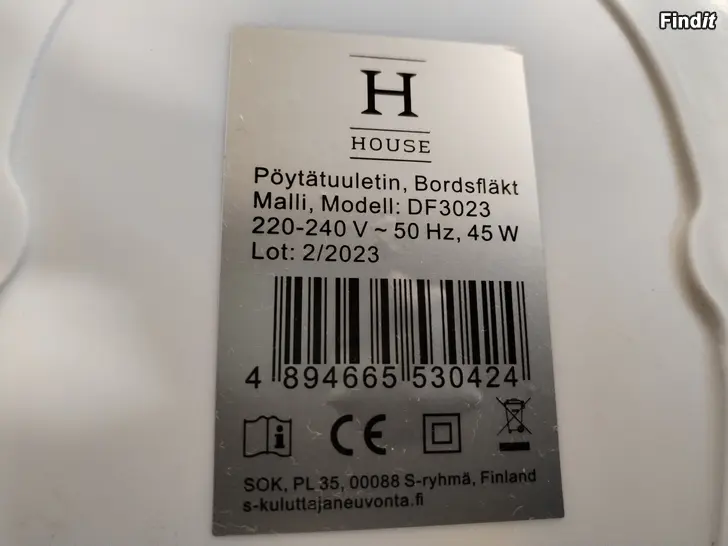 Findit
H
HOUSE
Pöytätuuletin, Bordsfläkt
Malli, Modell: DF3023
220-240 V ~ 50 Hz, 45 W
Lot: 2/2023
4 894665 530424
i
CE
SOK, PL 35, 00088 S-ryhmä, Finland
s-kuluttajaneuvonta.fi